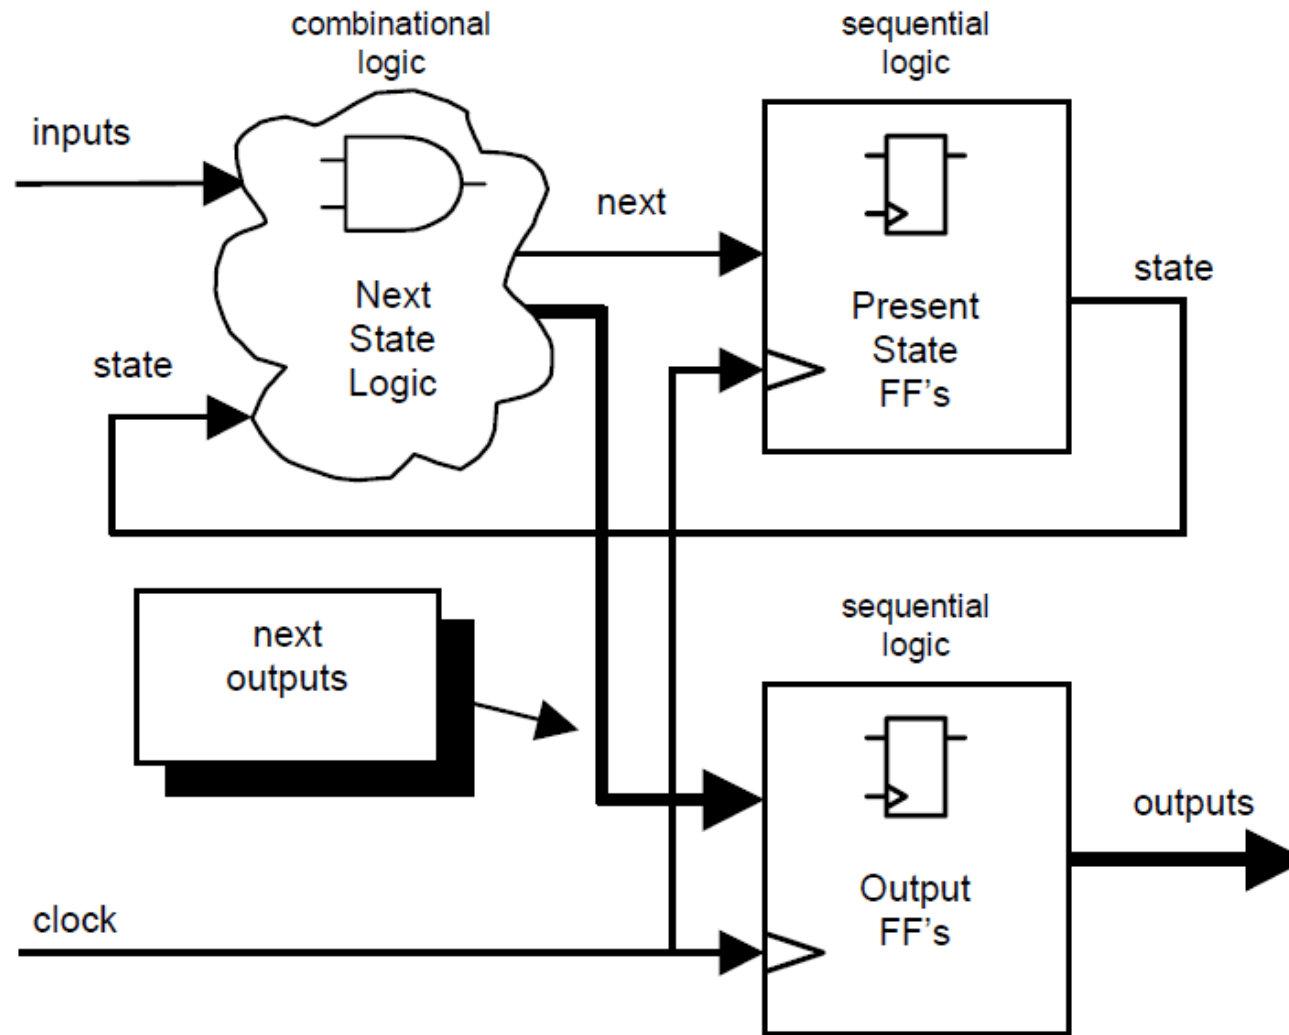 combinational
logic
sequential
logic
inputs
next
state
Next
State
Logic
Present
State
FF's
state
next
outputs
sequential
logic
outputs
Output
FF's
clock